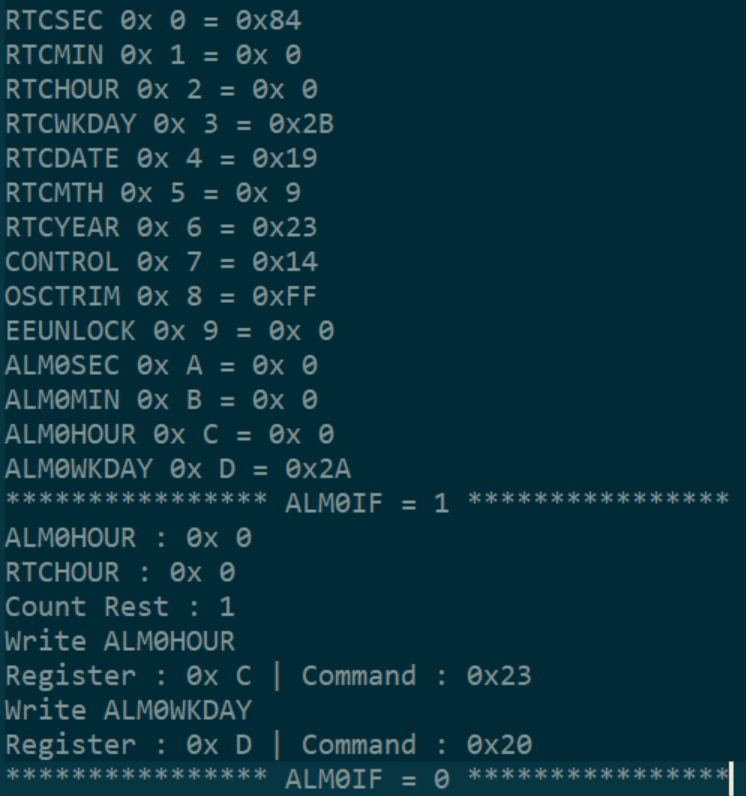 RTCSEC 0x 0 = 0x84
RTCMIN 0x 1 = 0x 0
RTCHOUR 0x 2 = 0x 0
RTCWKDAY 0x 3 = 0x2B
RTCDATE 0x 4 = 0x19
RTCMTH 0x 5 = 0x 9
RTCYEAR 0x 6 = 0x23
CONTROL 0x 7 = 0x14
OSCTRIM 0x 8 = 0xFF
EEUNLOCK 0x 9 = 0x 0
ALM0SEC 0x A = 0x 0
ALM0MIN 0x B = 0x 0
ALM0HOUR 0x C = 0x 0
ALM0WKDAY 0x D = 0x2A
**************** ALM0IF = 1 ****************
ALM0HOUR : 0x 0
RTCHOUR : 0x 0
Count Rest : 1
Write ALM0HOUR
Register : 0x C | Command : 0x23
Write ALM0WKDAY
Register : 0x D | Command : 0x20
**************** ALM0IF = 0 ****************